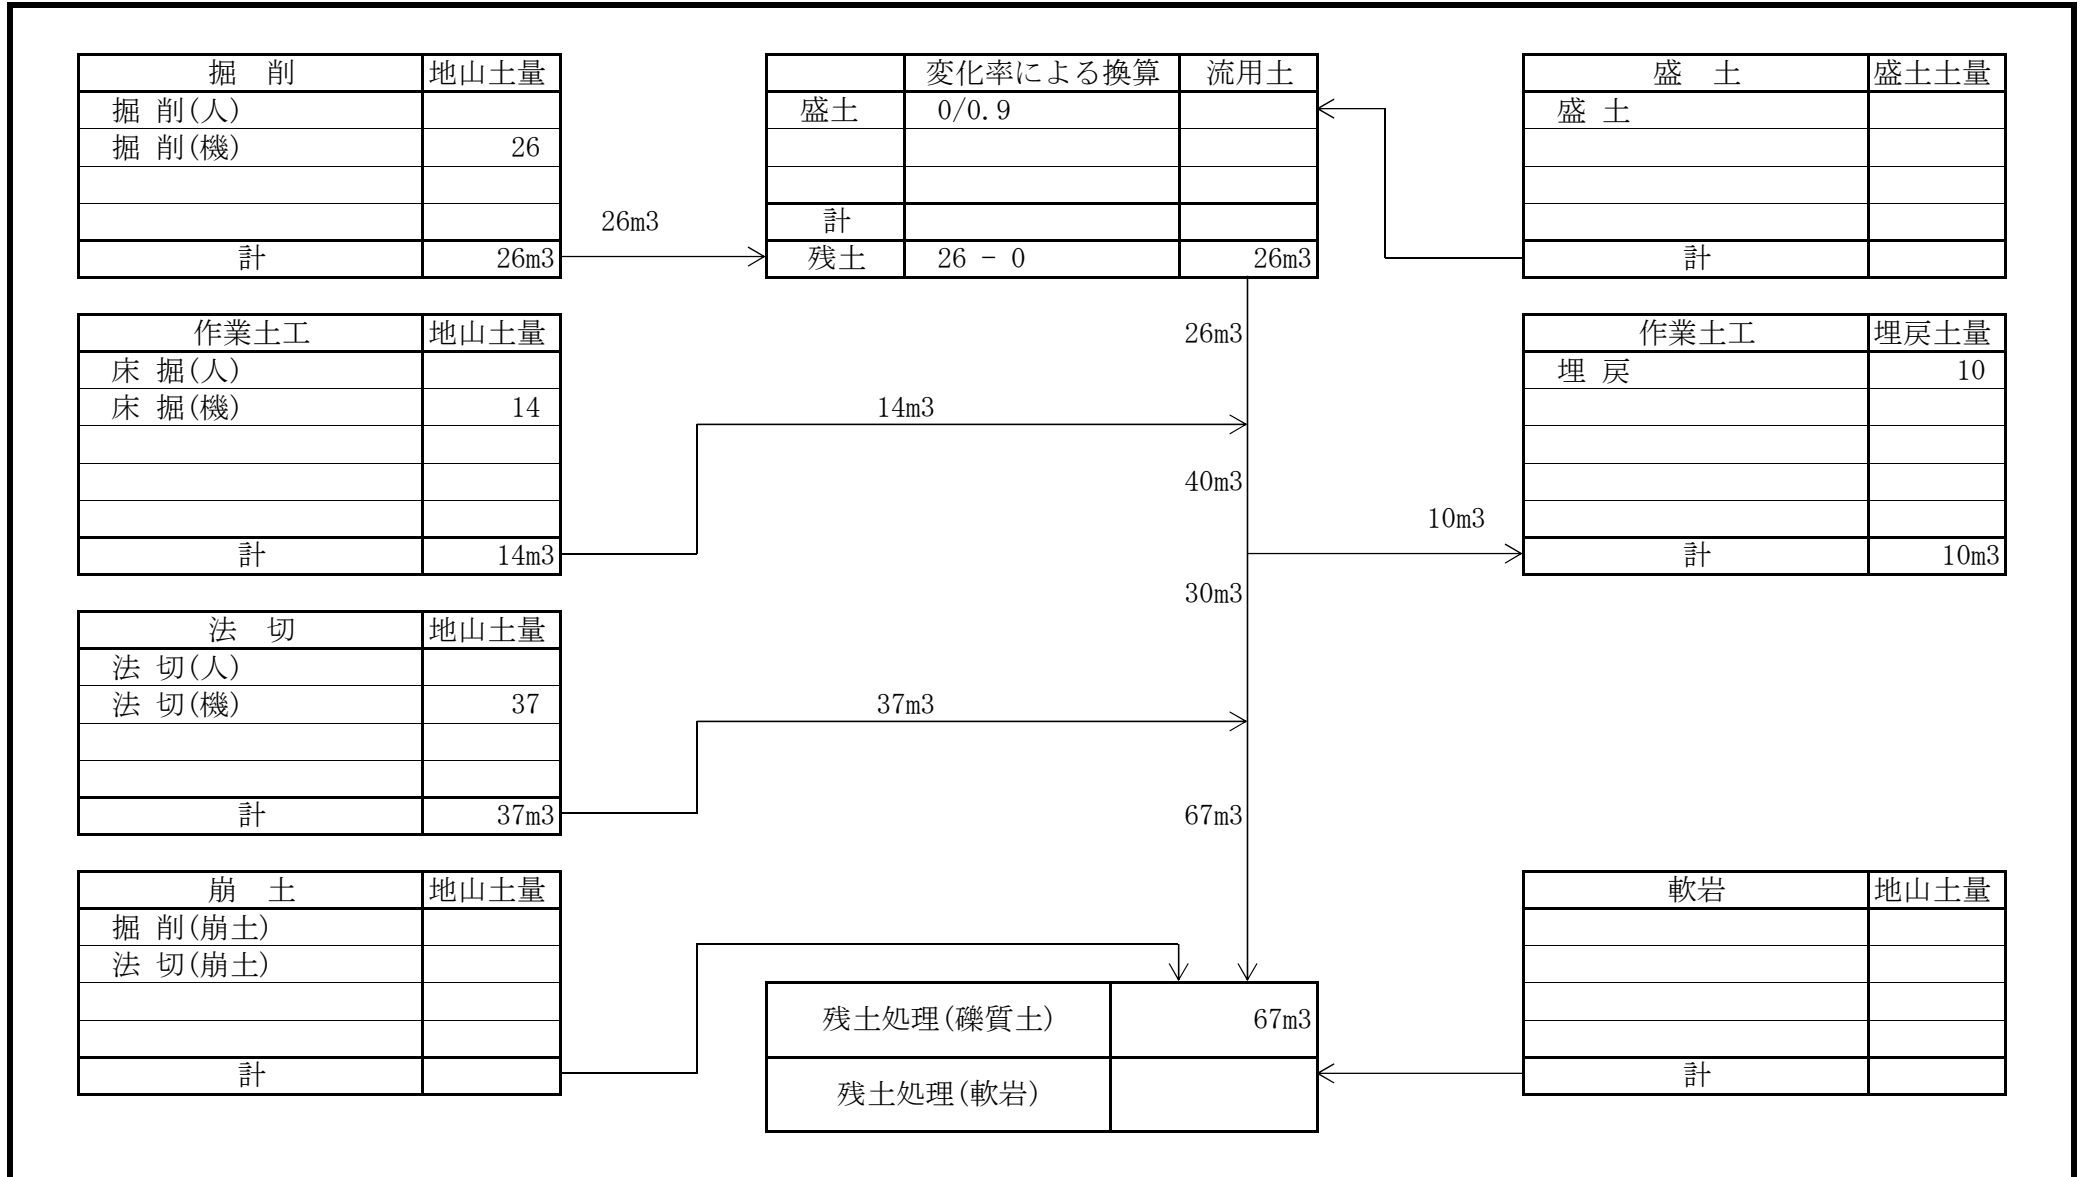 掘　削 地山土量
掘 削(人)
掘 削(機) 26
計 26m3
26m3
変化率による換算 流用土
盛土 0/0.9
計
残土 26 - 0 26m3
盛　土 盛土土量
盛 土
計
作業土工 地山土量
床 掘(人)
床 掘(機) 14
計 14m3
14m3
26m3
40m3
10m3
30m3
作業土工 埋戻土量
埋 戻 10
計 10m3
法　切 地山土量
法 切(人)
法 切(機) 37
計 37m3
37m3
67m3
崩　土 地山土量
掘 削(崩土)
法 切(崩土)
計
残土処理(礫質土) 67m3
残土処理(軟岩)
軟岩 地山土量
計